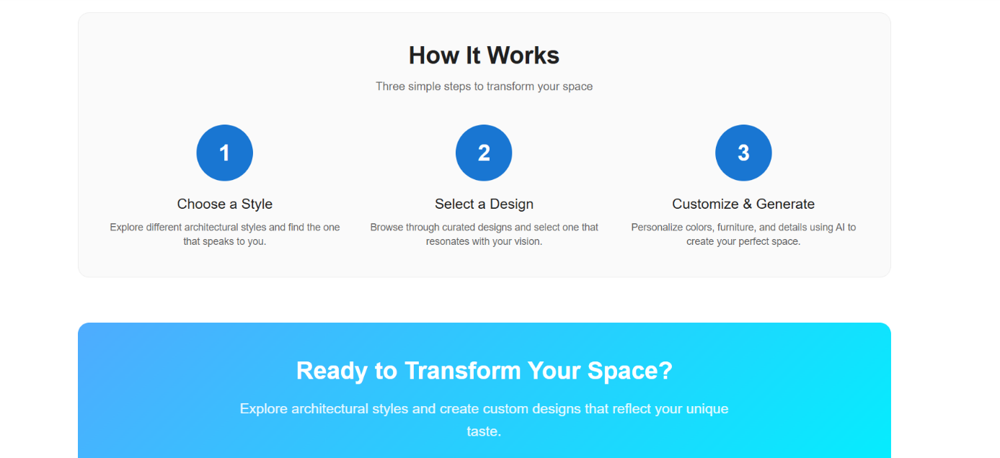 How It Works
Three simple steps to transform your space
1
2
3
Choose a Style
Select a Design
Customize & Generate
Explore different architectural styles and find the one
that speaks to you.
Browse through curated designs and select one that
resonates with your vision.
Personalize colors, furniture, and details using AI to
create your perfect space.
Ready to Transform Your Space?
Explore architectural styles and create custom designs that reflect your unique
taste.